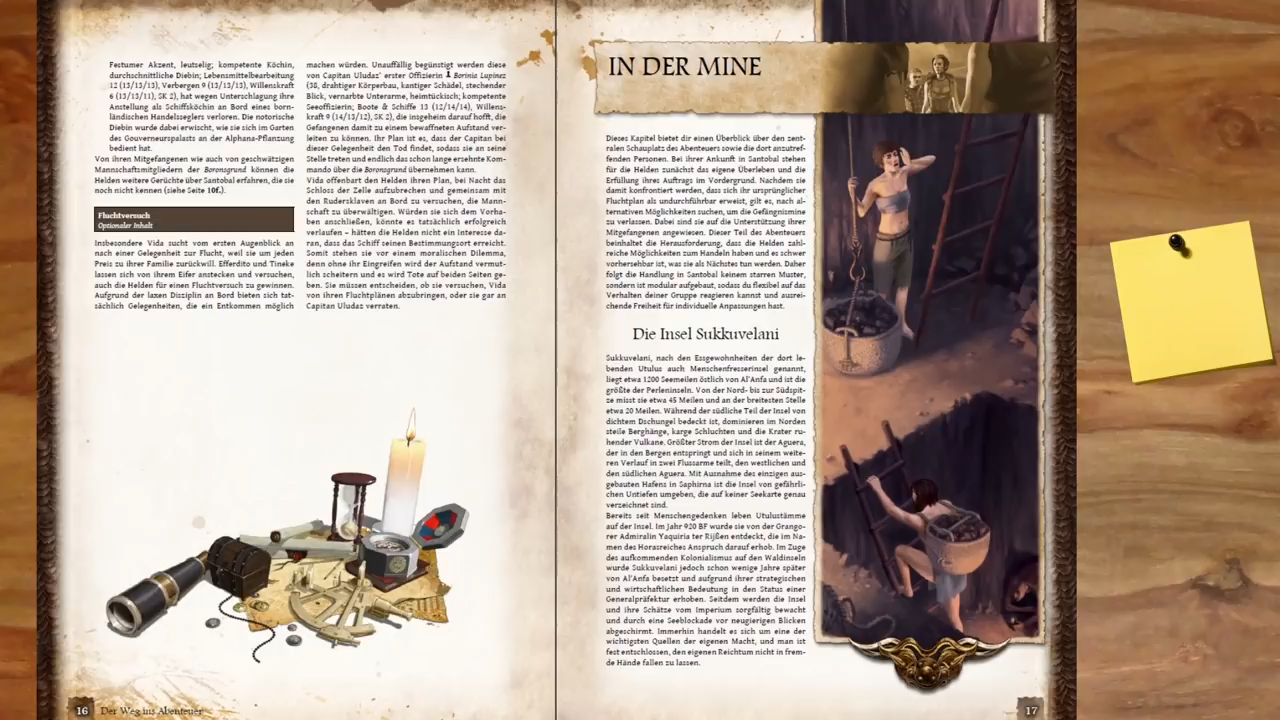 Festumer Akzent, leutselig; kompetente Köchin,
durchschnittliche Diebin; Lebensmittelbearbeitung
12 (13/13/13), Verbergen 9 (13/13/13), Willenskraft
6 (13/13/11), SK 2), hat wegen Unterschlagung ihre
Anstellung als Schiffsköchin an Bord eines born-
ländischen Handelsseglers verloren. Die notorische
Diebin wurde dabei erwischt, wie sie sich im Garten
des Gouverneurspalasts an der Alphana-Pflanzung
bedient hat.
Von ihren Mitgefangenen wie auch von geschwätzigen
Mannschaftsmitgliedern der Boronsgrund können die
Helden weitere Gerüchte über Santobal erfahren, die sie
noch nicht kennen (siehe Seite 10f.).
Fluchtversuch
Optionaler Inhalt
Insbesondere Vida sucht vom ersten Augenblick an
nach einer Gelegenheit zur Flucht, weil sie um jeden
Preis zu ihrer Familie zurückwill. Efferdito und Tineke
lassen sich von ihrem Eifer anstecken und versuchen,
auch die Helden für einen Fluchtversuch zu gewinnen.
Aufgrund der laxen Disziplin an Bord bieten sich tat-
sächlich Gelegenheiten, die ein Entkommen möglich
machen würden. Unauffällig begünstigt werden diese
von Capitan Uludaz' erster Offizierin Borinia Lupinez
(38, drahtiger Körperbau, kantiger Schädel, stechender
Blick, vernarbte Unterarme, heimtückisch; kompetente
Seeoffizierin; Boote & Schiffe 13 (12/14/14), Willens-
kraft 9 (14/13/12), SK 2), die insgeheim darauf hofft, die
Gefangenen damit zu einem bewaffneten Aufstand ver-
leiten zu können. Ihr Plan ist es, dass der Capitan bei
dieser Gelegenheit den Tod findet, sodass sie an seine
Stelle treten und endlich das schon lange ersehnte Kom-
mando über die Boronsgrund übernehmen kann.
Vida offenbart den Helden ihren Plan, bei Nacht das
Schloss der Zelle aufzubrechen und gemeinsam mit
den Rudersklaven an Bord zu versuchen, die Mann-
schaft zu überwältigen. Würden sie sich dem Vorha-
ben anschließen, könnte es tatsächlich erfolgreich
verlaufen – hätten die Helden nicht ein Interesse da-
ran, dass das Schiff seinen Bestimmungsort erreicht.
Somit stehen sie vor einem moralischen Dilemma,
denn ohne ihr Eingreifen wird der Aufstand vermut-
lich scheitern und es wird Tote auf beiden Seiten ge-
ben. Sie müssen entscheiden, ob sie versuchen, Vida
von ihren Fluchtplänen abzubringen, oder sie gar an
Capitan Uludaz verraten.
16 Der Weg ins Abenteuer
IN DER MINE
Dieses Kapitel bietet dir einen Überblick über den zent-
ralen Schauplatz des Abenteuers sowie die dort anzutref-
fenden Personen. Bei ihrer Ankunft in Santobal stehen
für die Helden zunächst das eigene Überleben und die
Erfüllung ihres Auftrags im Vordergrund. Nachdem sie
damit konfrontiert werden, dass sich ihr ursprünglicher
Fluchtplan als undurchführbar erweist, gilt es, nach al-
ternativen Möglichkeiten suchen, um die Gefängnismine
zu verlassen. Dabei sind sie auf die Unterstützung ihrer
Mitgefangenen angewiesen. Dieser Teil des Abenteuers
beinhaltet die Herausforderung, dass die Helden zahl-
reiche Möglichkeiten zum Handeln haben und es schwer
vorhersehbar ist, was sie als Nächstes tun werden. Daher
folgt die Handlung in Santobal keinem starren Muster,
sondern ist modular aufgebaut, sodass du flexibel auf das
Verhalten deiner Gruppe reagieren kannst und ausrei-
chende Freiheit für individuelle Anpassungen hast.
Die Insel Sukkuvelani
Sukkuvelani, nach den Essgewohnheiten der dort le-
benden Utulus auch Menschenfresserinsel genannt,
liegt etwa 1200 Seemeilen östlich von Al'Anfa und ist die
größte der Perleninseln. Von der Nord- bis zur Südspit-
ze misst sie etwa 45 Meilen und an der breitesten Stelle
etwa 20 Meilen. Während der südliche Teil der Insel von
dichtem Dschungel bedeckt ist, dominieren im Norden
steile Berghänge, karge Schluchten und die Krater ru-
hender Vulkane. Größter Strom der Insel ist der Aguera,
der in den Bergen entspringt und sich in seinem weite-
ren Verlauf in zwei Flussarme teilt, den westlichen und
den südlichen Aguera. Mit Ausnahme des einzigen aus-
gebauten Hafens in Saphirna ist die Insel von gefährli-
chen Untiefen umgeben, die auf keiner Seekarte genau
verzeichnet sind.
Bereits seit Menschengedenken leben Utulustämme
auf der Insel. Im Jahr 920 BF wurde sie von der Grango-
rer Admiralin Yaquiria ter Rijßen entdeckt, die im Na-
men des Horasreiches Anspruch darauf erhob. Im Zuge
des aufkommenden Kolonialismus auf den Waldinseln
wurde Sukkuvelani jedoch schon wenige Jahre später
von Al'Anfa besetzt und aufgrund ihrer strategischen
und wirtschaftlichen Bedeutung in den Status einer
Generalpräfektur erhoben. Seitdem werden die Insel
und ihre Schätze vom Imperium sorgfältig bewacht
und durch eine Seeblockade vor neugierigen Blicken
abgeschirmt. Immerhin handelt es sich um eine der
wichtigsten Quellen der eigenen Macht, und man ist
fest entschlossen, den eigenen Reichtum nicht in frem-
de Hände fallen zu lassen.
17